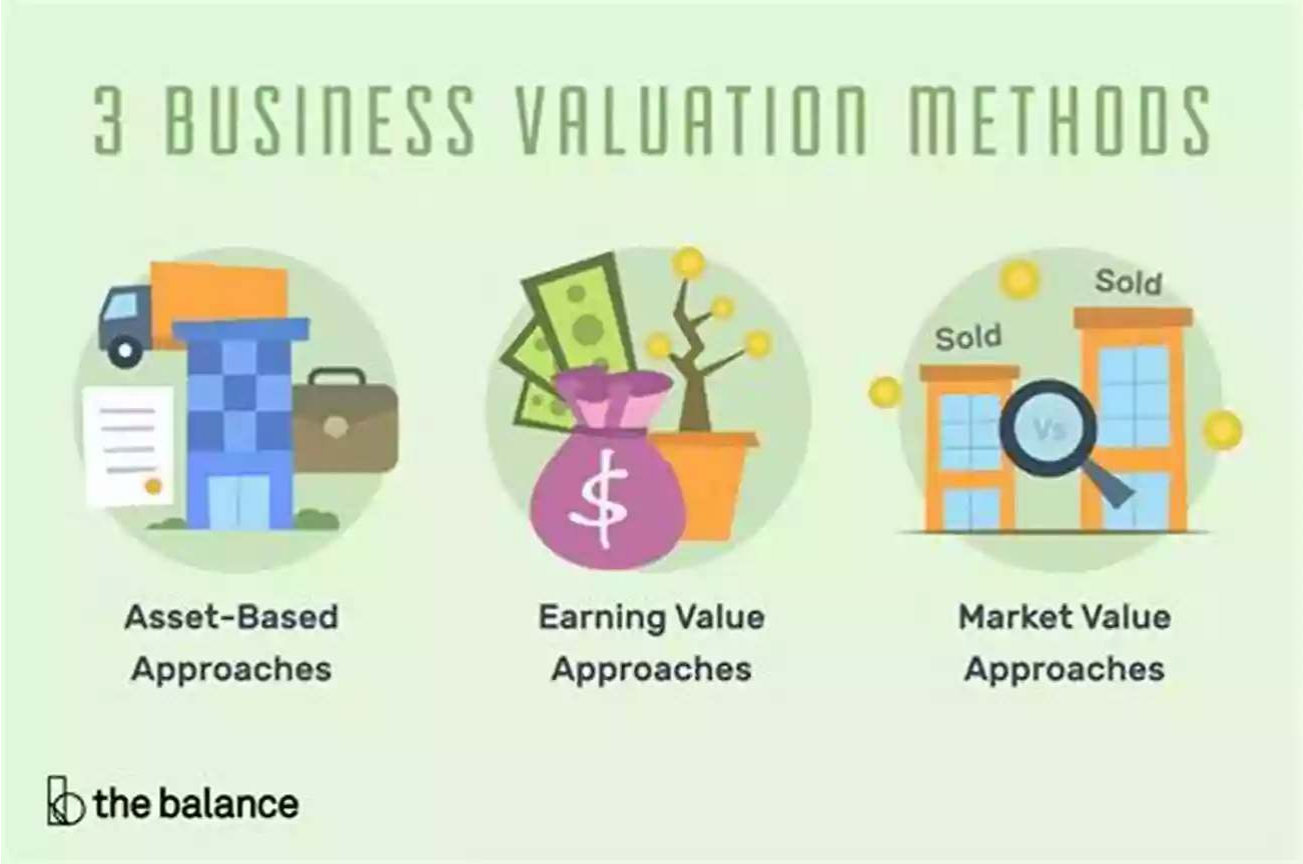 3 BUSINESS VALUATION METHODS
Sold
Sold
Vs
$
Asset-Based
Approaches
Earning Value
Approaches
Market Value
Approaches
the balance